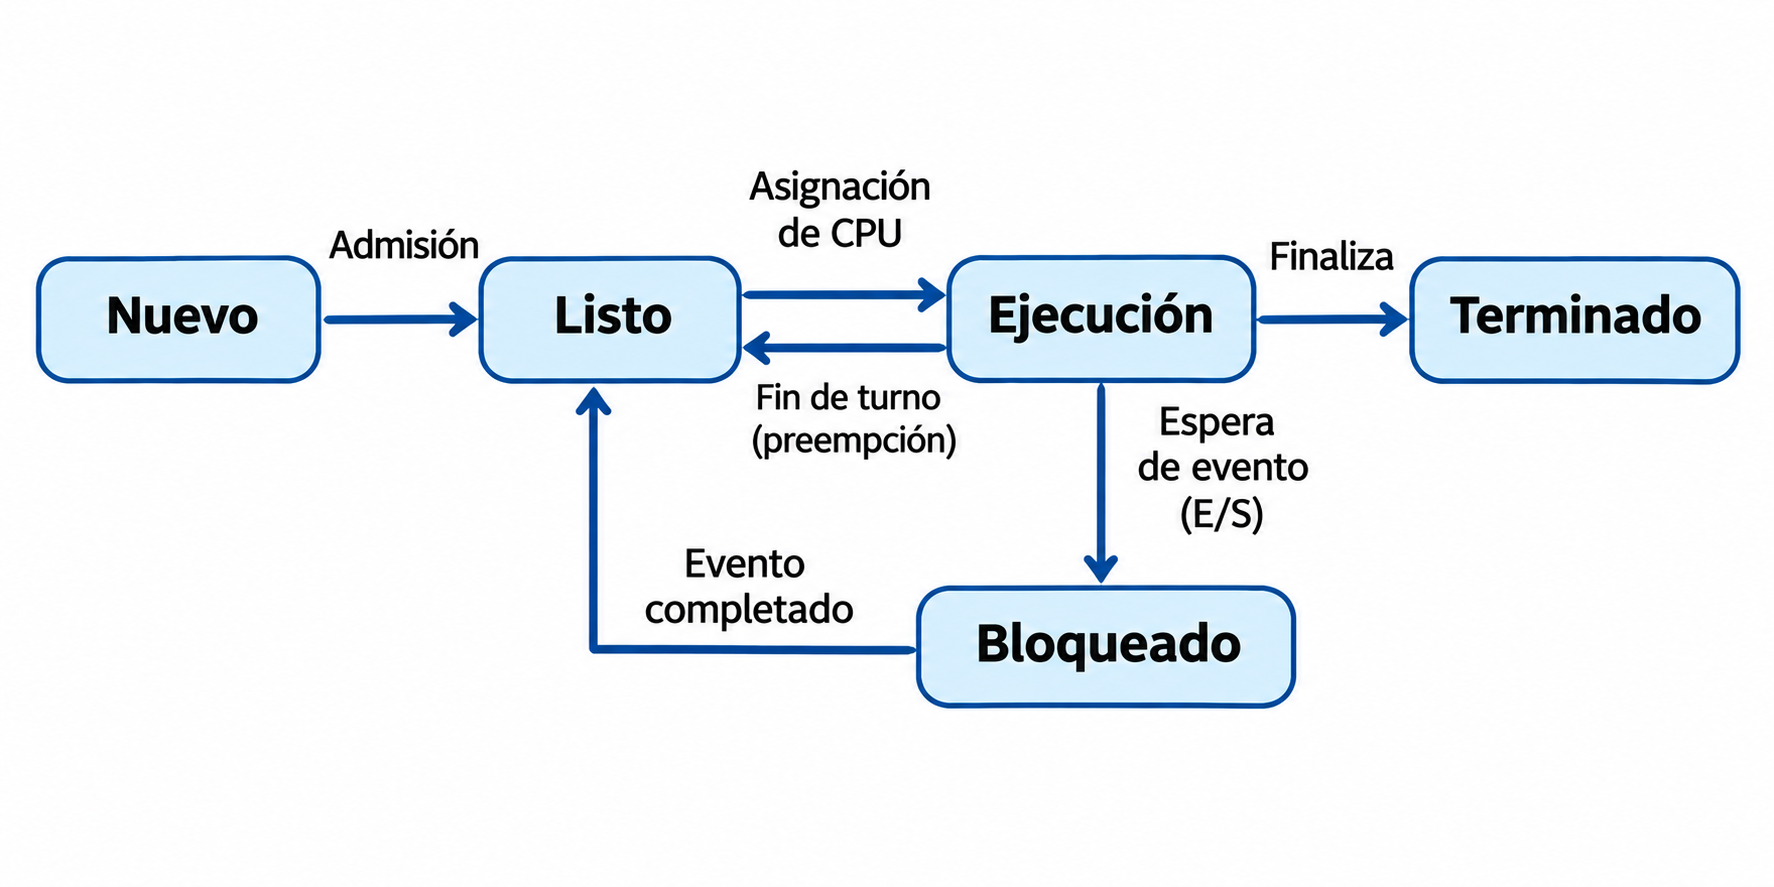 Asignación
de CPU
Admisión
Finaliza
Nuevo
Listo
Ejecución
Terminado
Fin de turno
(preempción)
Espera
de evento
(E/S)
Evento
completado
Bloqueado